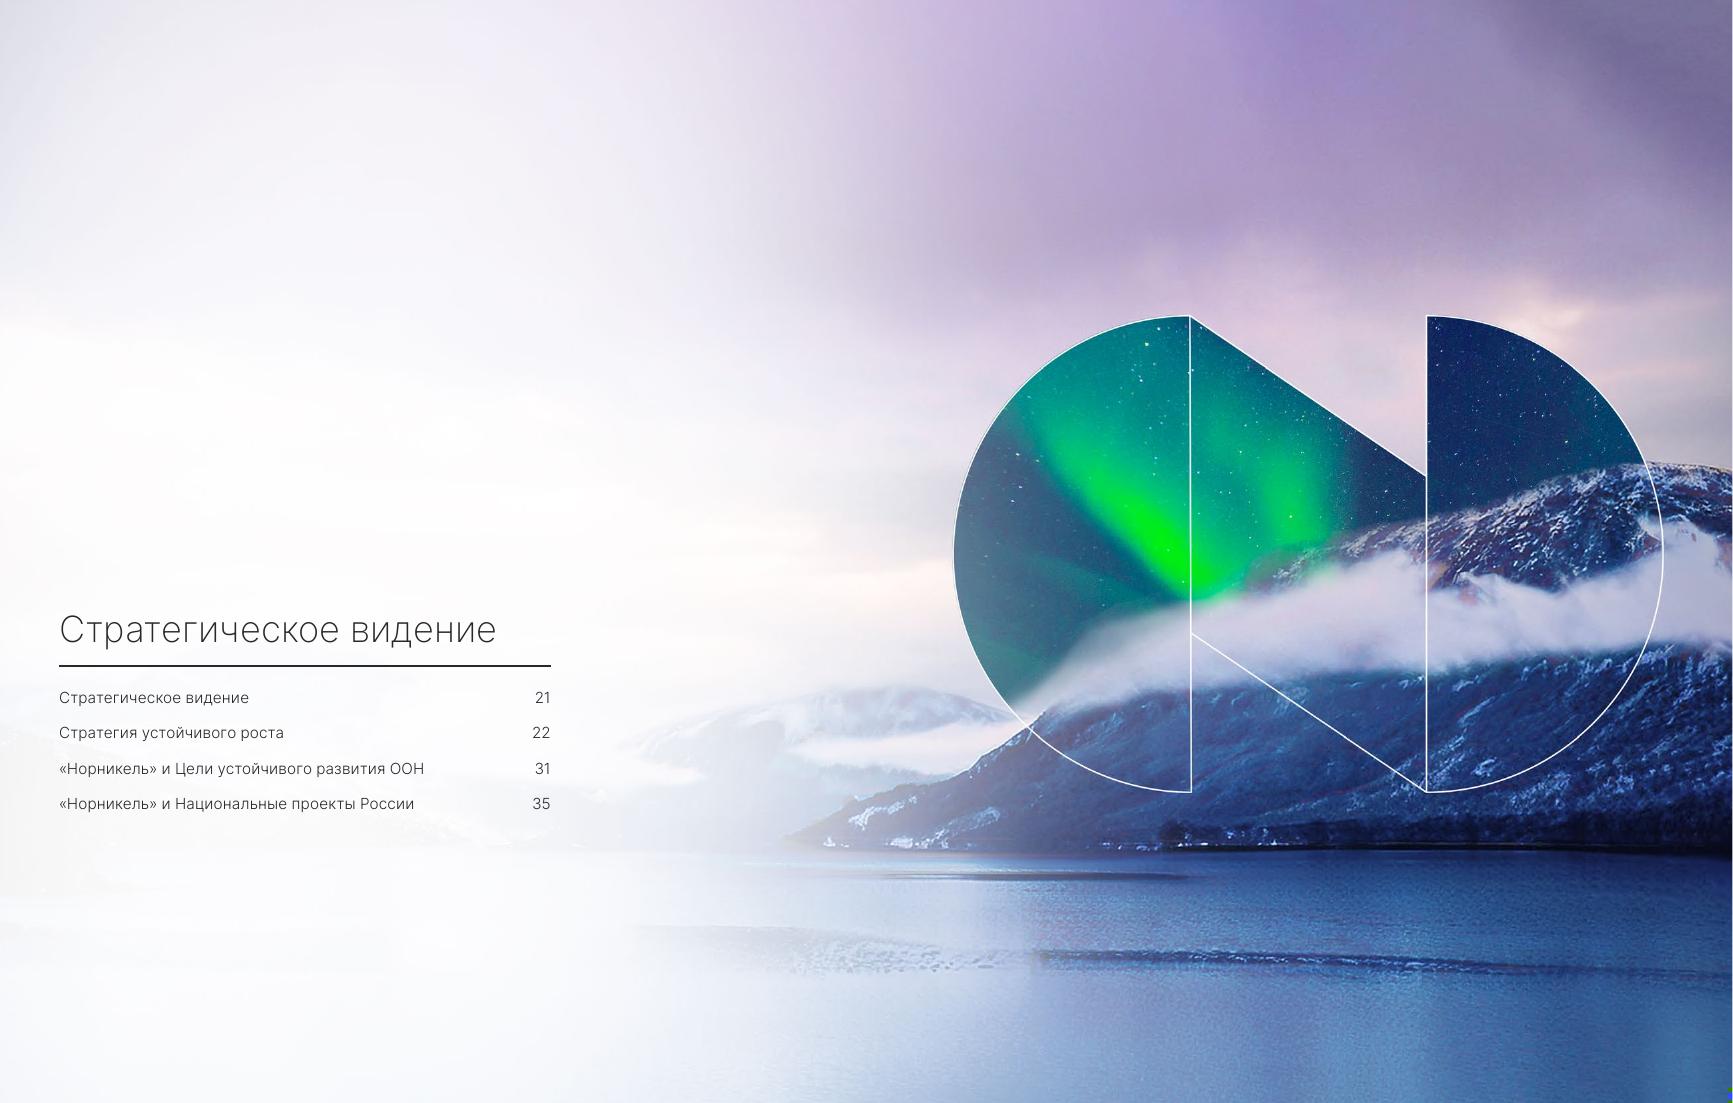 Стратегическое видение
Стратегическое видение 21
Стратегия устойчивого роста 22
«Норникель» и Цели устойчивого развития ООН 31
«Норникель» и Национальные проекты России 35